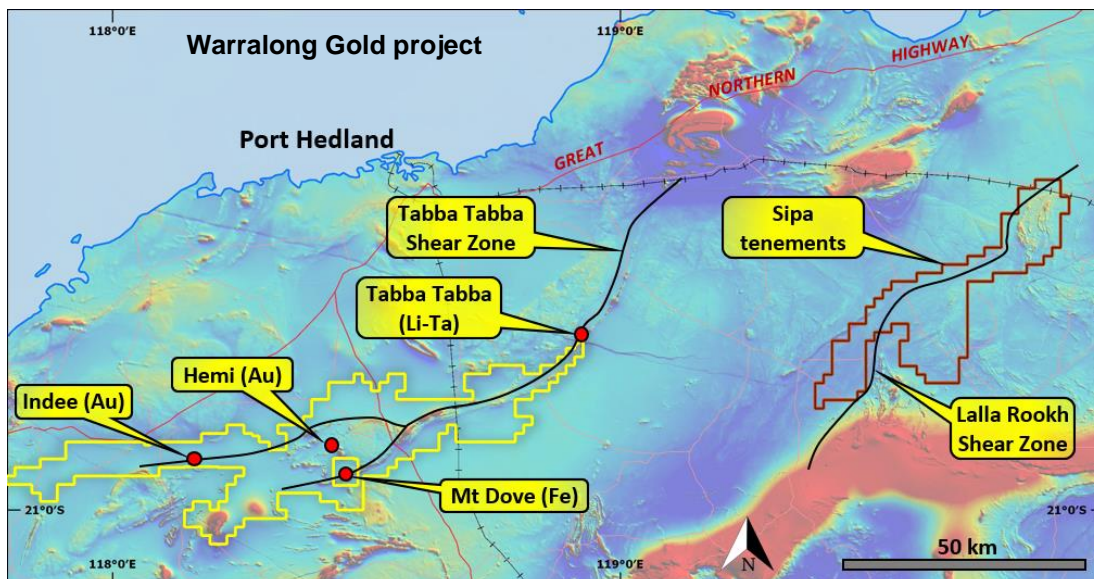 118°0'E
119°0'E
Warralong Gold project
HIGHWAY
NORTHERN
GREAT
Port Hedland
Tabba Tabba
Shear Zone
Sipa
tenements
Tabba Tabba
(Li-Ta)
Hemi (Au)
Indee (Au)
Lalla Rookh
Shear Zone
Mt Dove (Fe)
21°0'S
21°0'S
N
50 km
118°0'E
119°0'E